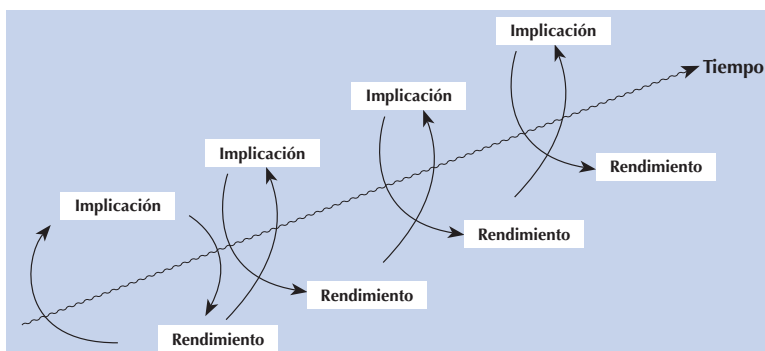 Implicación
Tiempo
Implicación
Implicación
Rendimiento
Implicación
Rendimiento
Rendimiento
Rendimiento